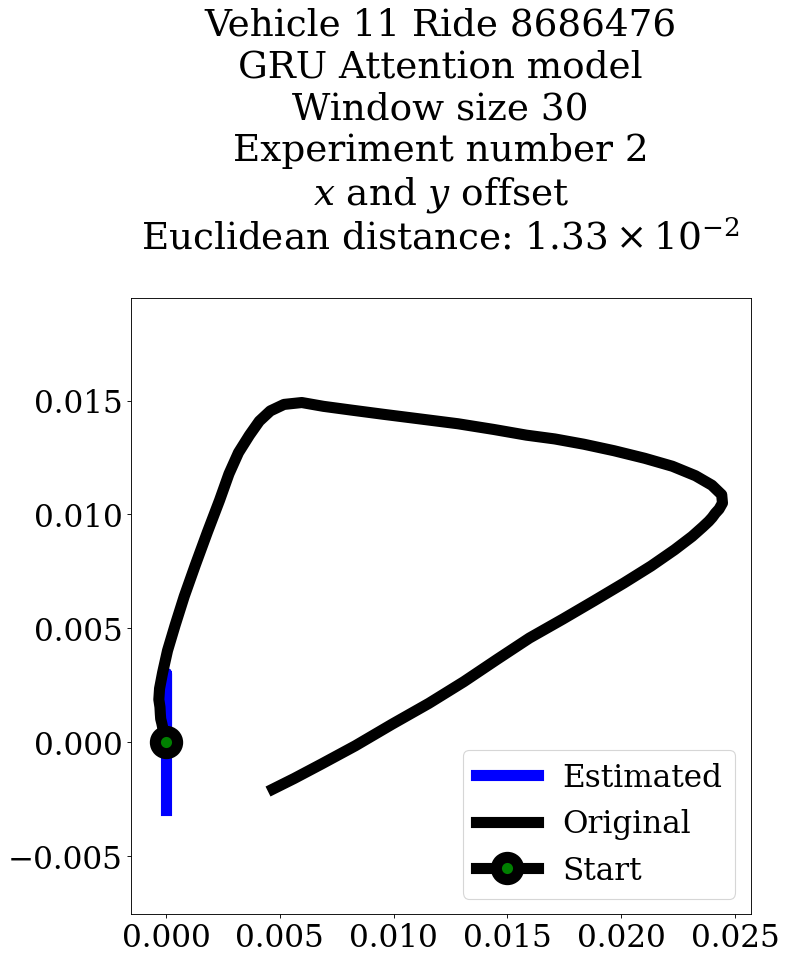 Vehicle 11 Ride 8686476
GRU Attention model
Window size 30
Experiment number 2
x and y offset
Euclidean distance: 1.33 × 10⁻²
0.015
0.010
0.005
0.000
−0.005
Estimated
Original
Start
0.000 0.005 0.010 0.015 0.020 0.025